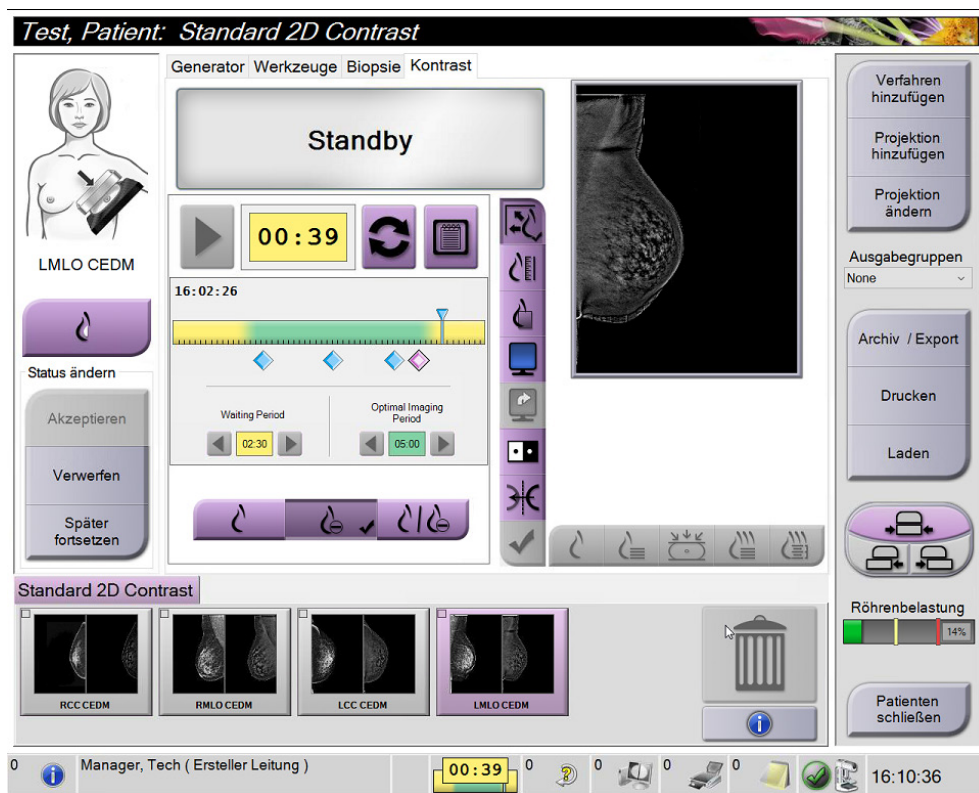 Test, Patient: Standard 2D Contrast
Generator Werkzeuge Biopsie Kontrast
Standby
LMLO CEDM
00:39
16:02:26
Waiting Period
Optimal Imaging
Period
02:30
05:00
Status ändern
Akzeptieren
Verwerfen
Später
fortsetzen
Verfahren
hinzufügen
Projektion
hinzufügen
Projektion
ändern
Ausgabegruppen
None
Archiv / Export
Drucken
Laden
Röhrenbelastung
14%
Patienten
schließen
Standard 2D Contrast
RCC CEDM
RMLO CEDM
LCC CEDM
LMLO CEDM
0
Manager, Tech ( Ersteller Leitung )
00:39
0
0
0
0
16:10:36